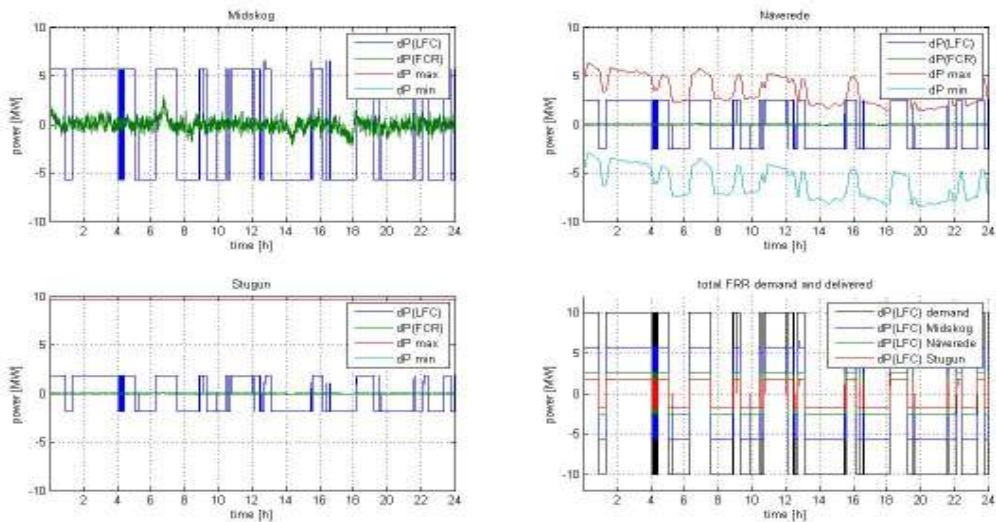 Midskog
10
5
0
-5
-10
power [MW]
dP(LFC)
dP(FCR)
dP max
dP min
2 4 6 8 10 12 14 16 18 20 22 24
time [h]
Näverede
10
5
0
-5
-10
power [MW]
dP(LFC)
dP(FCR)
dP max
dP min
2 4 6 8 10 12 14 16 18 20 22 24
time [h]
Stugun
10
5
0
-5
-10
power [MW]
dP(LFC)
dP(FCR)
dP max
dP min
2 4 6 8 10 12 14 16 18 20 22 24
time [h]
total FRR demand and delivered
10
5
0
-5
-10
power [MW]
dP(LFC) demand
dP(LFC) Midskog
dP(LFC) Näverede
dP(LFC) Stugun
2 4 6 8 10 12 14 16 18 20 22 24
time [h]